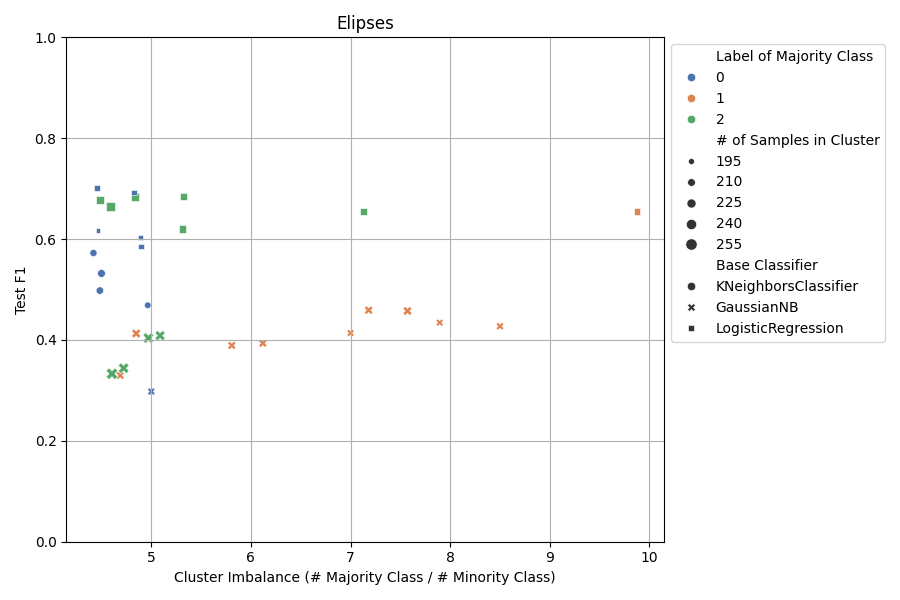 Elipses
Test F1
1.0
0.8
0.6
0.4
0.2
0.0
5
6
7
8
9
10
Cluster Imbalance (# Majority Class / # Minority Class)
Label of Majority Class
0
1
2
# of Samples in Cluster
195
210
225
240
255
Base Classifier
KNeighborsClassifier
GaussianNB
LogisticRegression